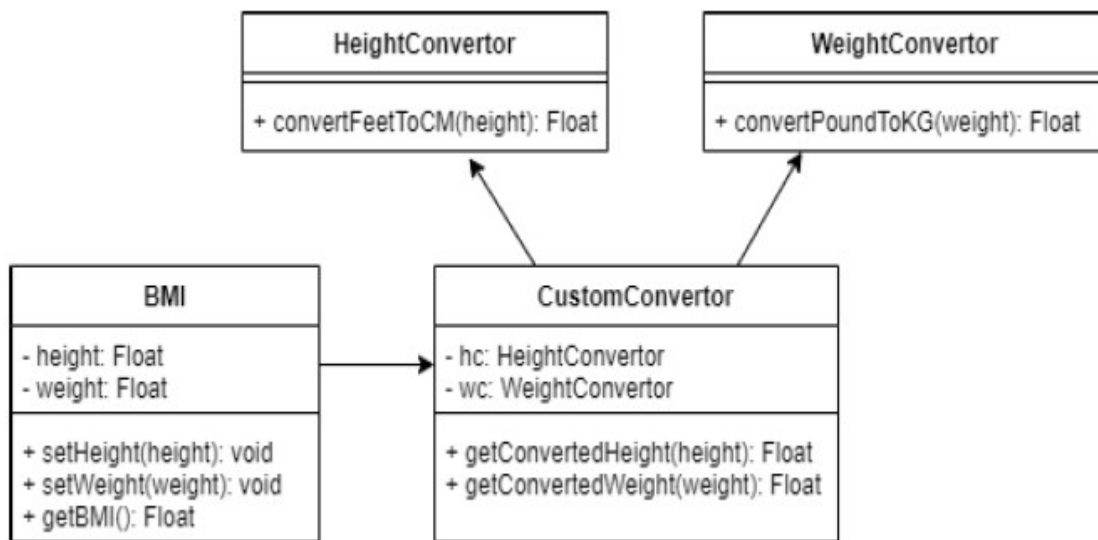 HeightConvertor
+ convertFeetToCM(height): Float
WeightConvertor
+ convertPoundToKG(weight): Float
BMI
- height: Float
- weight: Float
+ setHeight(height): void
+ setWeight(weight): void
+ getBMI(): Float
CustomConvertor
- hc: HeightConvertor
- wc: WeightConvertor
+ getConvertedHeight(height): Float
+ getConvertedWeight(weight): Float